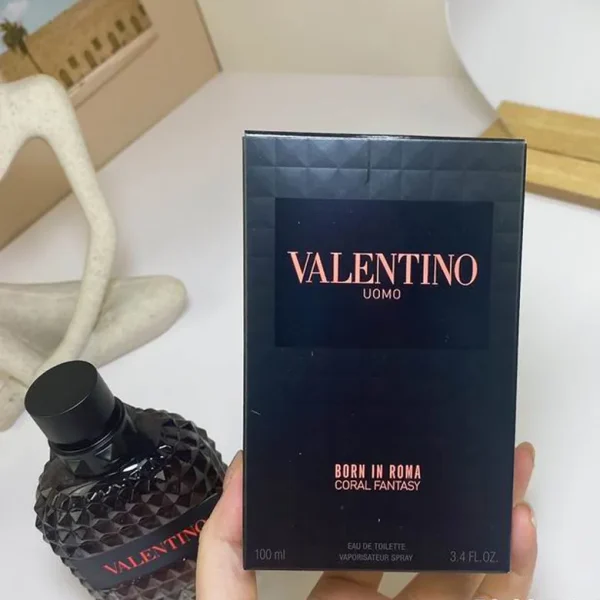 VALENTINO
UOMO
BORN IN ROMA
CORAL FANTASY
EAU DE TOILETTE
VAPORISATEUR SPRAY
100 ml
3.4 FL.OZ.
VALENTINO